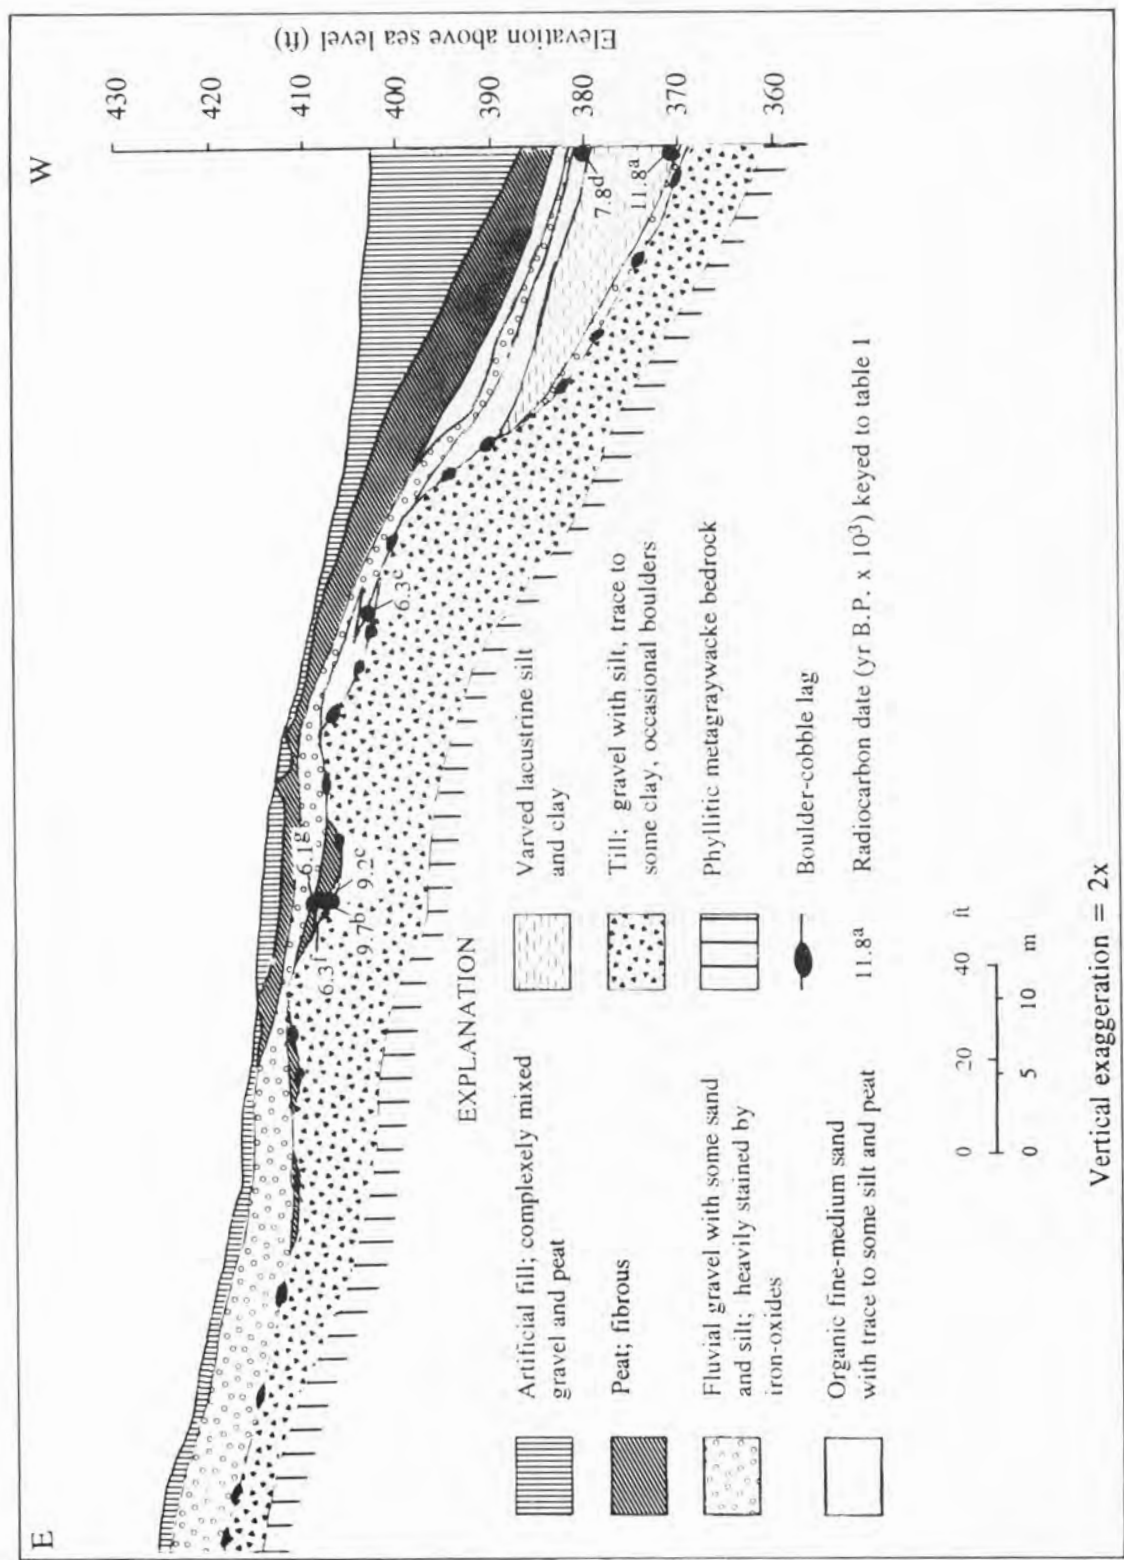 E
W
Elevation above sea level (ft)
430
420
410
400
390
380
370
360
6.3f
9.7b
9.2c
6.1g
6.3c
7.8d
11.8a
EXPLANATION
Artificial fill; complexely mixed
gravel and peat
Peat; fibrous
Fluvial gravel with some sand
and silt; heavily stained by
iron-oxides
Organic fine-medium sand
with trace to some silt and peat
Varved lacustrine silt
and clay
Till; gravel with silt, trace to
some clay, occasional boulders
Phyllitic metagraywacke bedrock
Boulder-cobble lag
11.8a
Radiocarbon date (yr B.P. x 10³) keyed to table 1
0 20 40 ft
0 5 10 m
Vertical exaggeration = 2x